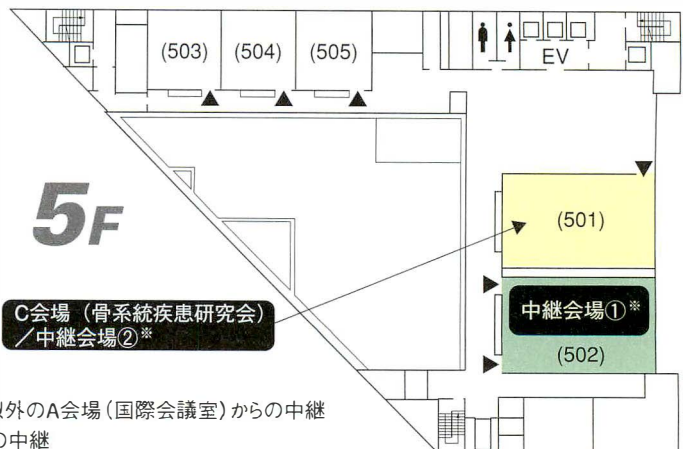 (503)
(504)
(505)
EV
5F
(501)
C会場（骨系統疾患研究会）
／中継会場②※
中継会場①※
(502)
以外のA会場（国際会議室）からの中継
の中継